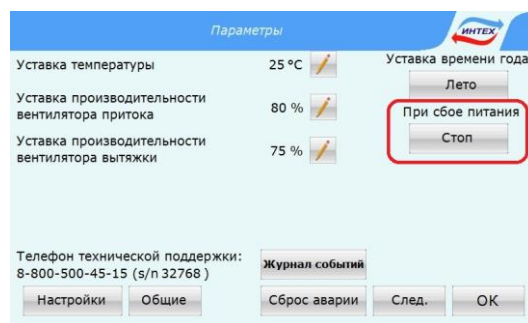 Параметры
ИНТЕХ
Уставка температуры
25 °C
Уставка времени года
Лето
Уставка производительности
вентилятора притока
80 %
При сбое питания
Стоп
Уставка производительности
вентилятора вытяжки
75 %
Телефон технической поддержки:
8-800-500-45-15 (s/n 32768 )
Журнал событий
Настройки
Общие
Сброс аварии
След.
ОК